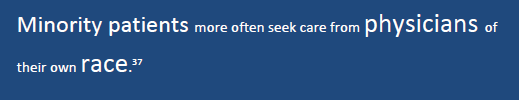 Minority patients more often seek care from physicians of
their own race.³⁷